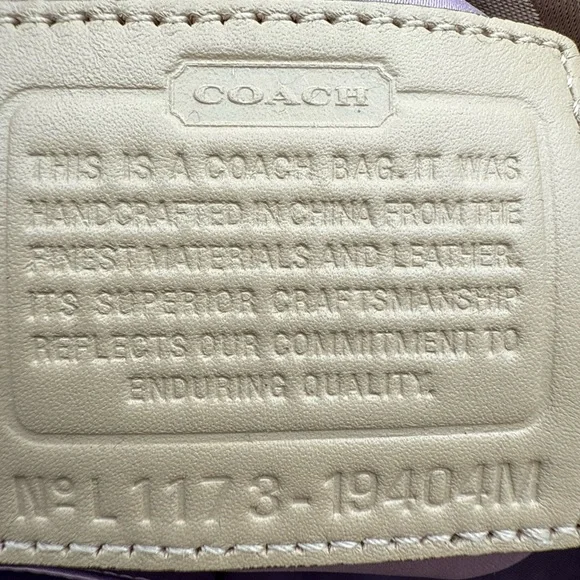 COACH
THIS IS A COACH BAG. IT WAS
HANDCRAFTED IN CHINA FROM THE
FINEST MATERIALS AND LEATHER.
ITS SUPERIOR CRAFTSMANSHIP
REFLECTS OUR COMMITMENT TO
ENDURING QUALITY.
Nº L1173-19404M